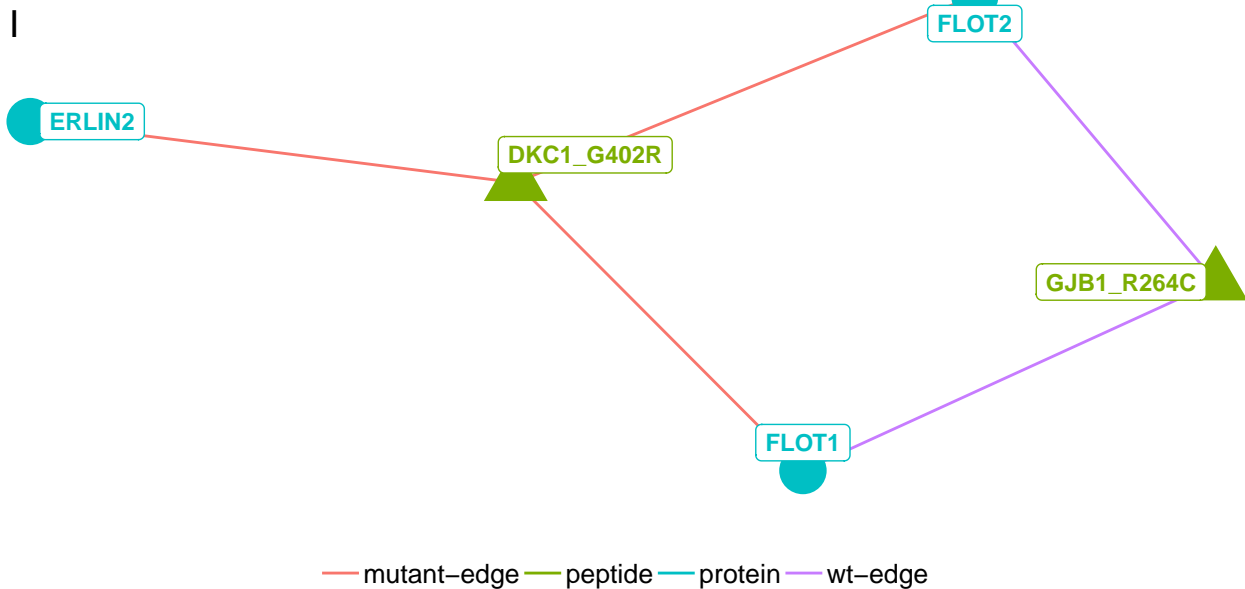 I
FLOT2
ERLIN2
DKC1_G402R
GJB1_R264C
FLOT1
mutant−edge peptide protein wt−edge